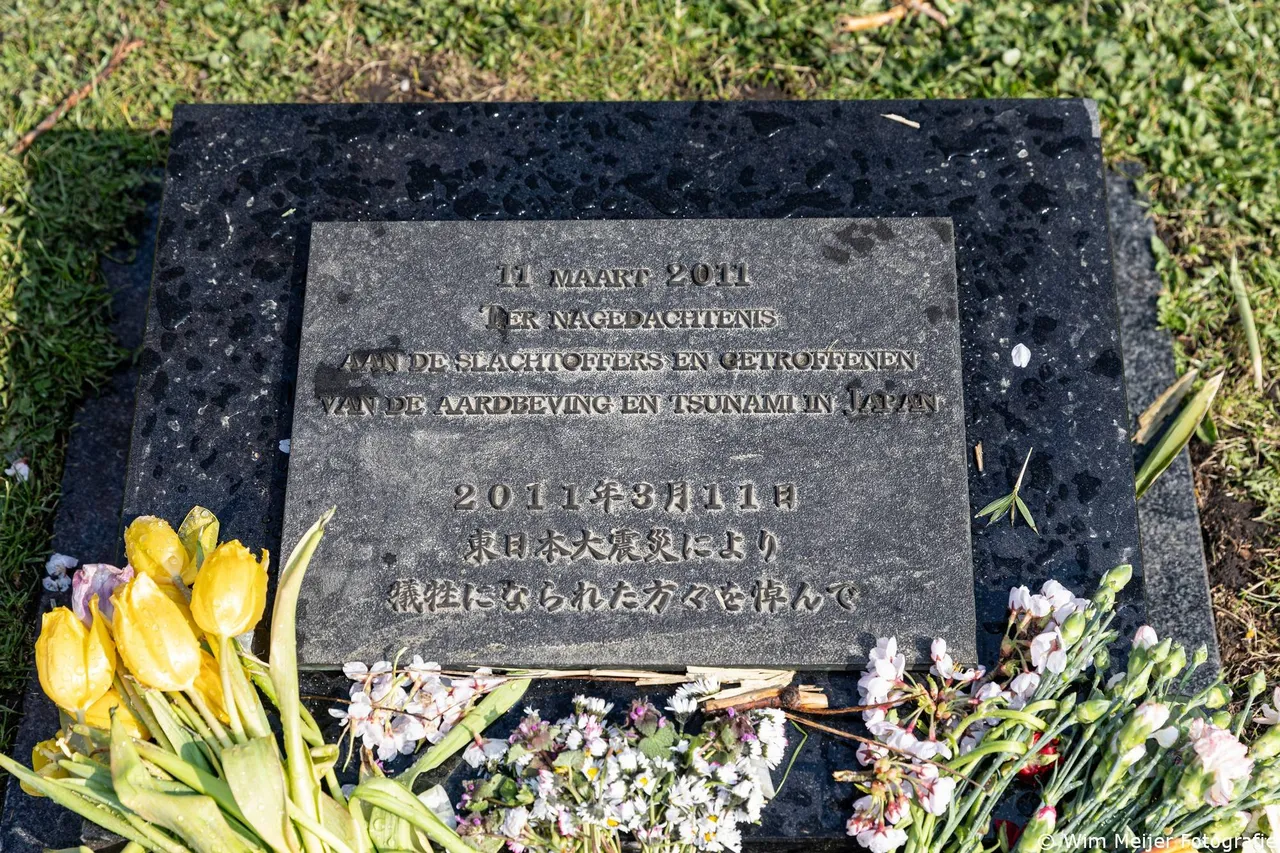 11 MAART 2011
TER NAGEDACHTENIS
AAN DE SLACHTOFFERS EN GETROFFENEN
VAN DE AARDBEVING EN TSUNAMI IN JAPAN
2011年3月11日
東日本大震災により
犠牲になられた方々を悼んで
© Wim Meijer Fotografie